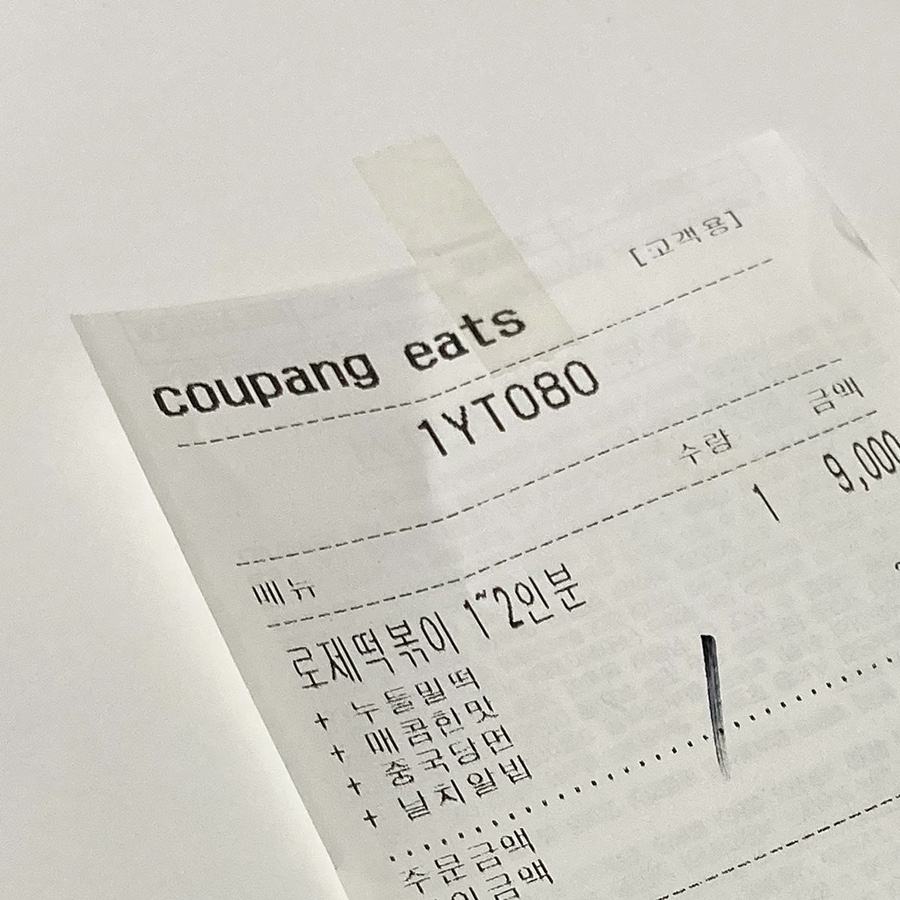 [고객용]
coupang eats
1YT080
메뉴 수량 금액
로제떡볶이 1~2인분 1 9,000
+ 누들밀떡
+ 매콤한맛
+ 중국당면
+ 날치알밥
주문금액
금액